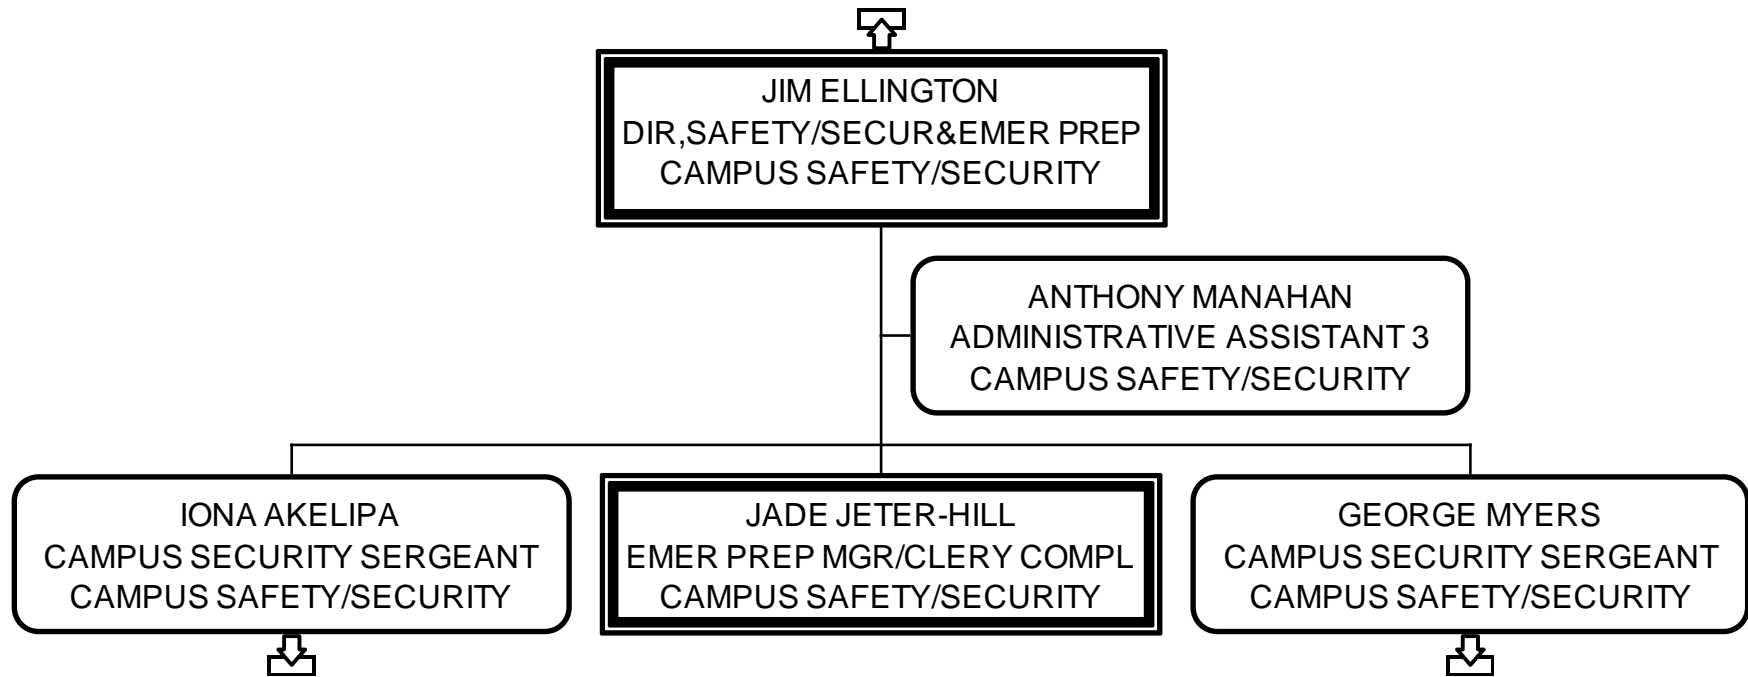 JIM ELLINGTON
DIR,SAFETY/SECUR&EMER PREP
CAMPUS SAFETY/SECURITY
ANTHONY MANAHAN
ADMINISTRATIVE ASSISTANT 3
CAMPUS SAFETY/SECURITY
IONA AKELIPA
CAMPUS SECURITY SERGEANT
CAMPUS SAFETY/SECURITY
JADE JETER-HILL
EMER PREP MGR/CLERY COMPL
CAMPUS SAFETY/SECURITY
GEORGE MYERS
CAMPUS SECURITY SERGEANT
CAMPUS SAFETY/SECURITY